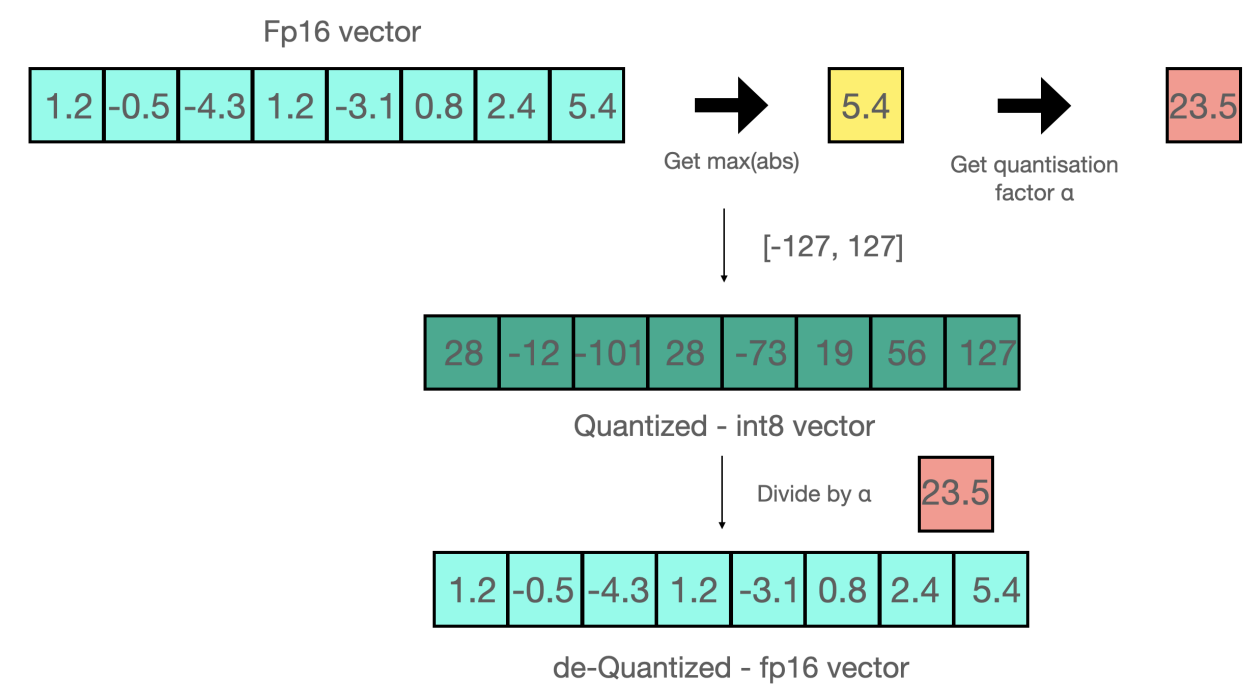 Fp16 vector
1.2 -0.5 -4.3 1.2 -3.1 0.8 2.4 5.4
5.4
23.5
Get max(abs)
Get quantisation
factor α
[-127, 127]
28 -12 -101 28 -73 19 56 127
Quantized - int8 vector
Divide by α
23.5
1.2 -0.5 -4.3 1.2 -3.1 0.8 2.4 5.4
de-Quantized - fp16 vector